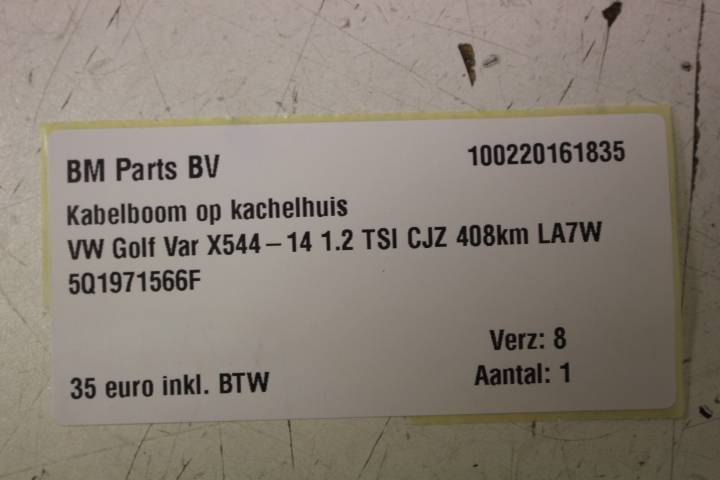 BM Parts BV 100220161835
Kabelboom op kachelhuis
VW Golf Var X544-14 1.2 TSI CJZ 408km LA7W
5Q1971566F
Verz: 8
35 euro inkl. BTW Aantal: 1